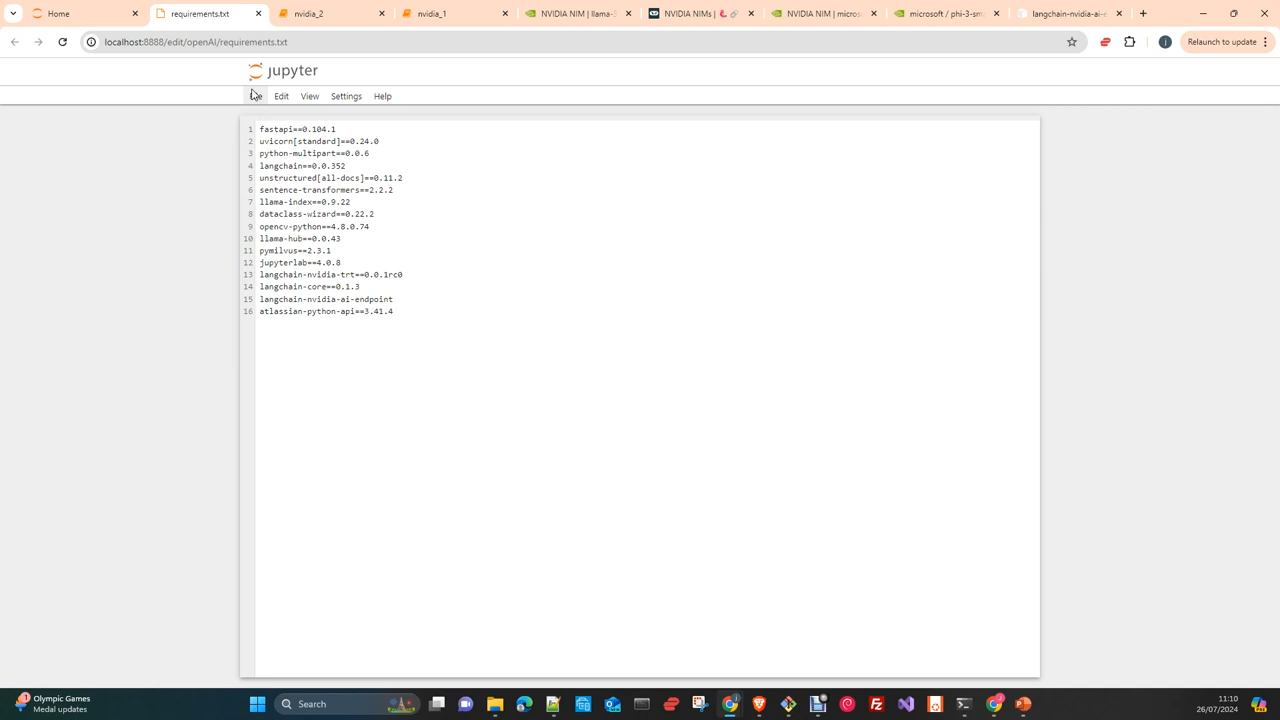 Home
requirements.txt
nvidia_2
nvidia_1
NVIDIA NIM | llama-3
NVIDIA NIMs |
NVIDIA NIM | micros
microsoft / phi-3-sm
langchain-nvidia-ai-e
localhost:8888/edit/openAI/requirements.txt
Relaunch to update
jupyter
Edit View Settings Help
1 fastapi==0.104.1
2 uvicorn[standard]==0.24.0
3 python-multipart==0.0.6
4 langchain==0.0.352
5 unstructured[all-docs]==0.11.2
6 sentence-transformers==2.2.2
7 llama-index==0.9.22
8 dataclass-wizard==0.22.2
9 opencv-python==4.8.0.74
10 llama-hub==0.0.43
11 pymilvus==2.3.1
12 jupyterlab==4.0.8
13 langchain-nvidia-trt==0.0.1rc0
14 langchain-core==0.1.3
15 langchain-nvidia-ai-endpoint
16 atlassian-python-api==3.41.4
Olympic Games
Medal updates
Search
11:10
26/07/2024